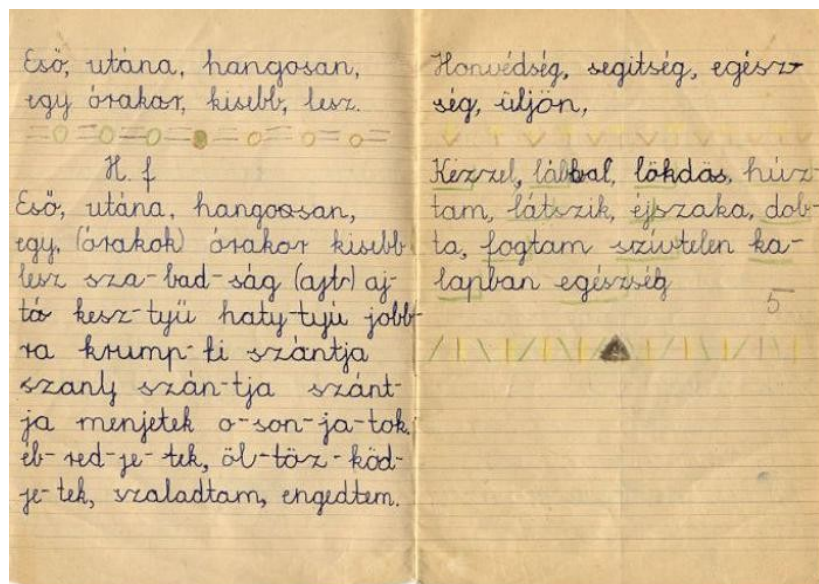 Eső, utána, hangosan,
egy órakor, kisebb, lesz.
H. f
Eső, utána, hangosan,
egy, (órakok) órakor kisebb
lesz sza-bad-ság (ajtr) aj-
tó kesz-tyű haty-tyú jobb-
ra krump-li szántja
szanlj szán-tja szánt-
ja menjetek o-son-ja-tok.
éb-red-je-tek, öl-töz-köd-
je-tek, szaladtam, engedtem.
Honvédség, segitség, egész-
ség, üljön,
Kézzel, lábbal, lökdös, húz-
tam, látszik, éjszaka, dob-
ta, fogtam szívtelen ka-
lapban egészség
5